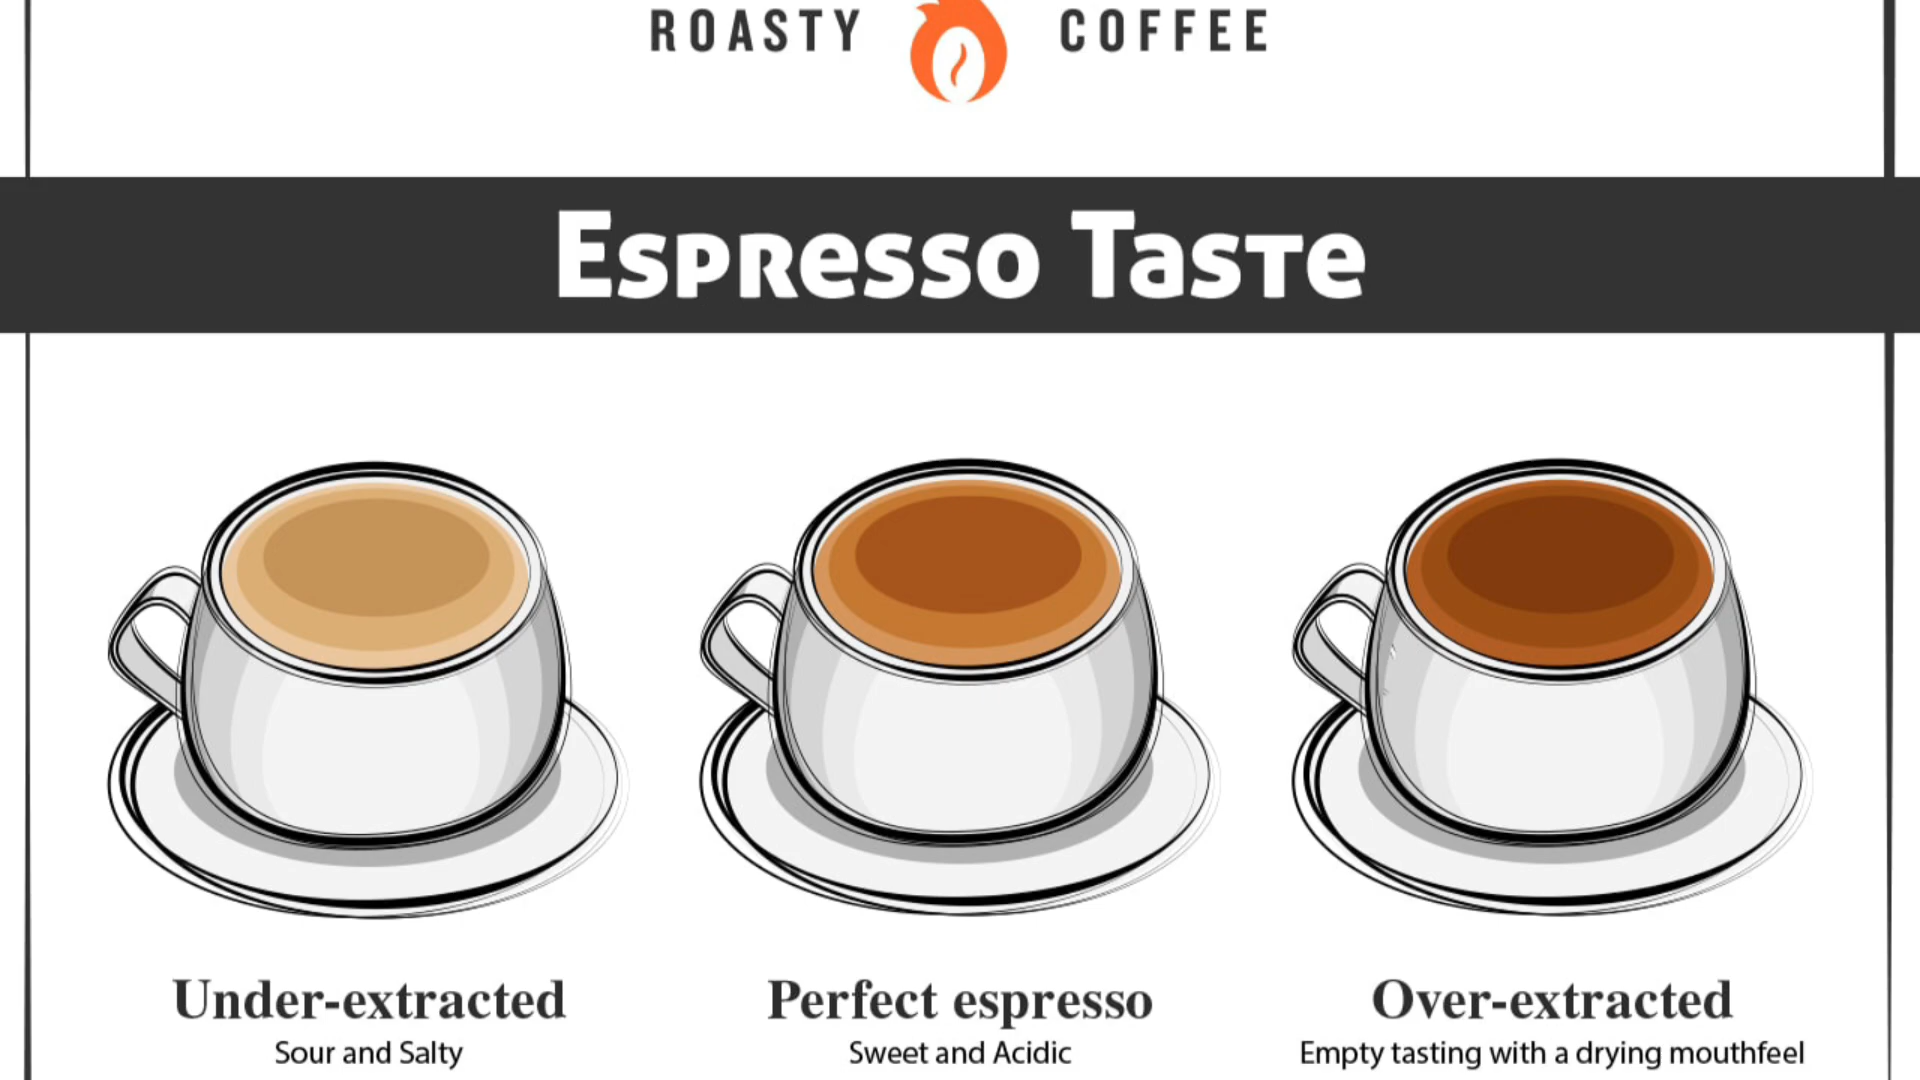 ROASTY COFFEE
Espresso Taste
Under-extracted
Sour and Salty
Perfect espresso
Sweet and Acidic
Over-extracted
Empty tasting with a drying mouthfeel